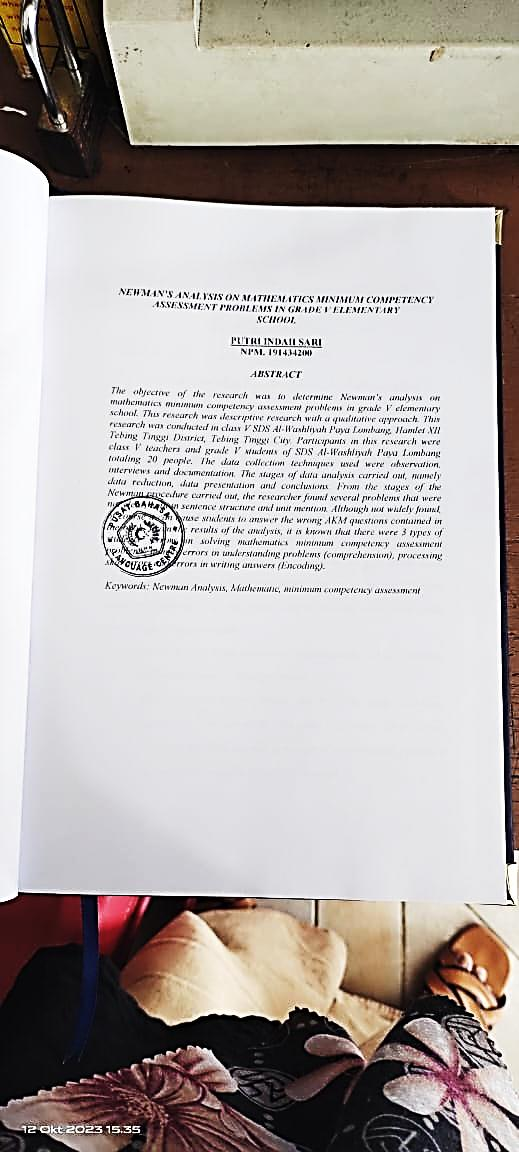 NEWMAN'S ANALYSIS ON MATHEMATICS MINIMUM COMPETENCY
ASSESSMENT PROBLEMS IN GRADE V ELEMENTARY
SCHOOL
PUTRI INDAH SARI
NPM. 191434200
ABSTRACT
The objective of the research was to determine Newman's analysis on
mathematics minimum competency assessment problems in grade V elementary
school. This research was descriptive research with a qualitative approach. This
research was conducted in class V SDS Al-Washliyah Paya Lombang, Hamlet XII
Tebing Tinggi District, Tebing Tinggi City. Participants in this research were
class V teachers and grade V students of SDS Al-Washliyah Paya Lombang
totaling 20 people. The data collection techniques used were observation,
interviews and documentation. The stages of data analysis carried out, namely
data reduction, data presentation and conclusions. From the stages of the
Newman procedure carried out, the researcher found several problems that were
in sentence structure and unit mention. Although not widely found,
students to answer the wrong AKM questions contained in
results of the analysis, it is known that there were 3 types of
solving mathematics minimum competency assessment
errors in understanding problems (comprehension), processing
errors in writing answers (Encoding).
PUSAT BAHASA
LANGUAGE CENTRE
Keywords: Newman Analysis, Mathematic, minimum competency assessment
12 Okt 2023 15.35